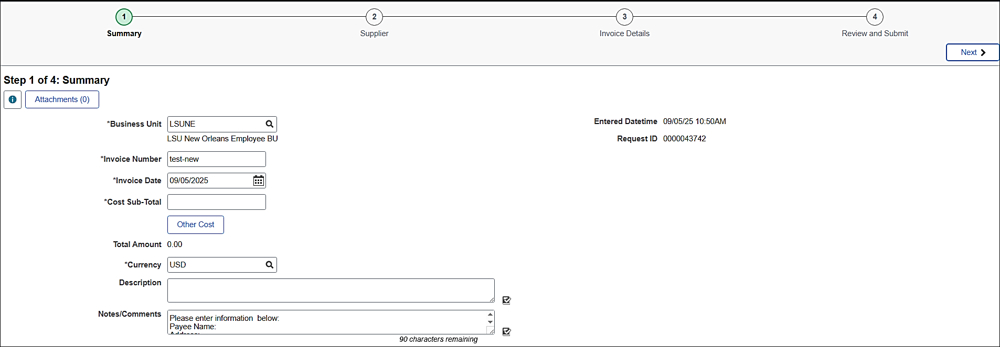 1 2 3 4
Summary Supplier Invoice Details Review and Submit
Next
Step 1 of 4: Summary
Attachments (0)
*Business Unit LSUNE
LSU New Orleans Employee BU
Entered Datetime 09/05/25 10:50AM
Request ID 0000043742
*Invoice Number test-new
*Invoice Date 09/05/2025
*Cost Sub-Total
Other Cost
Total Amount 0.00
*Currency USD
Description
Notes/Comments Please enter information  below:
Payee Name:
Address:
90 characters remaining